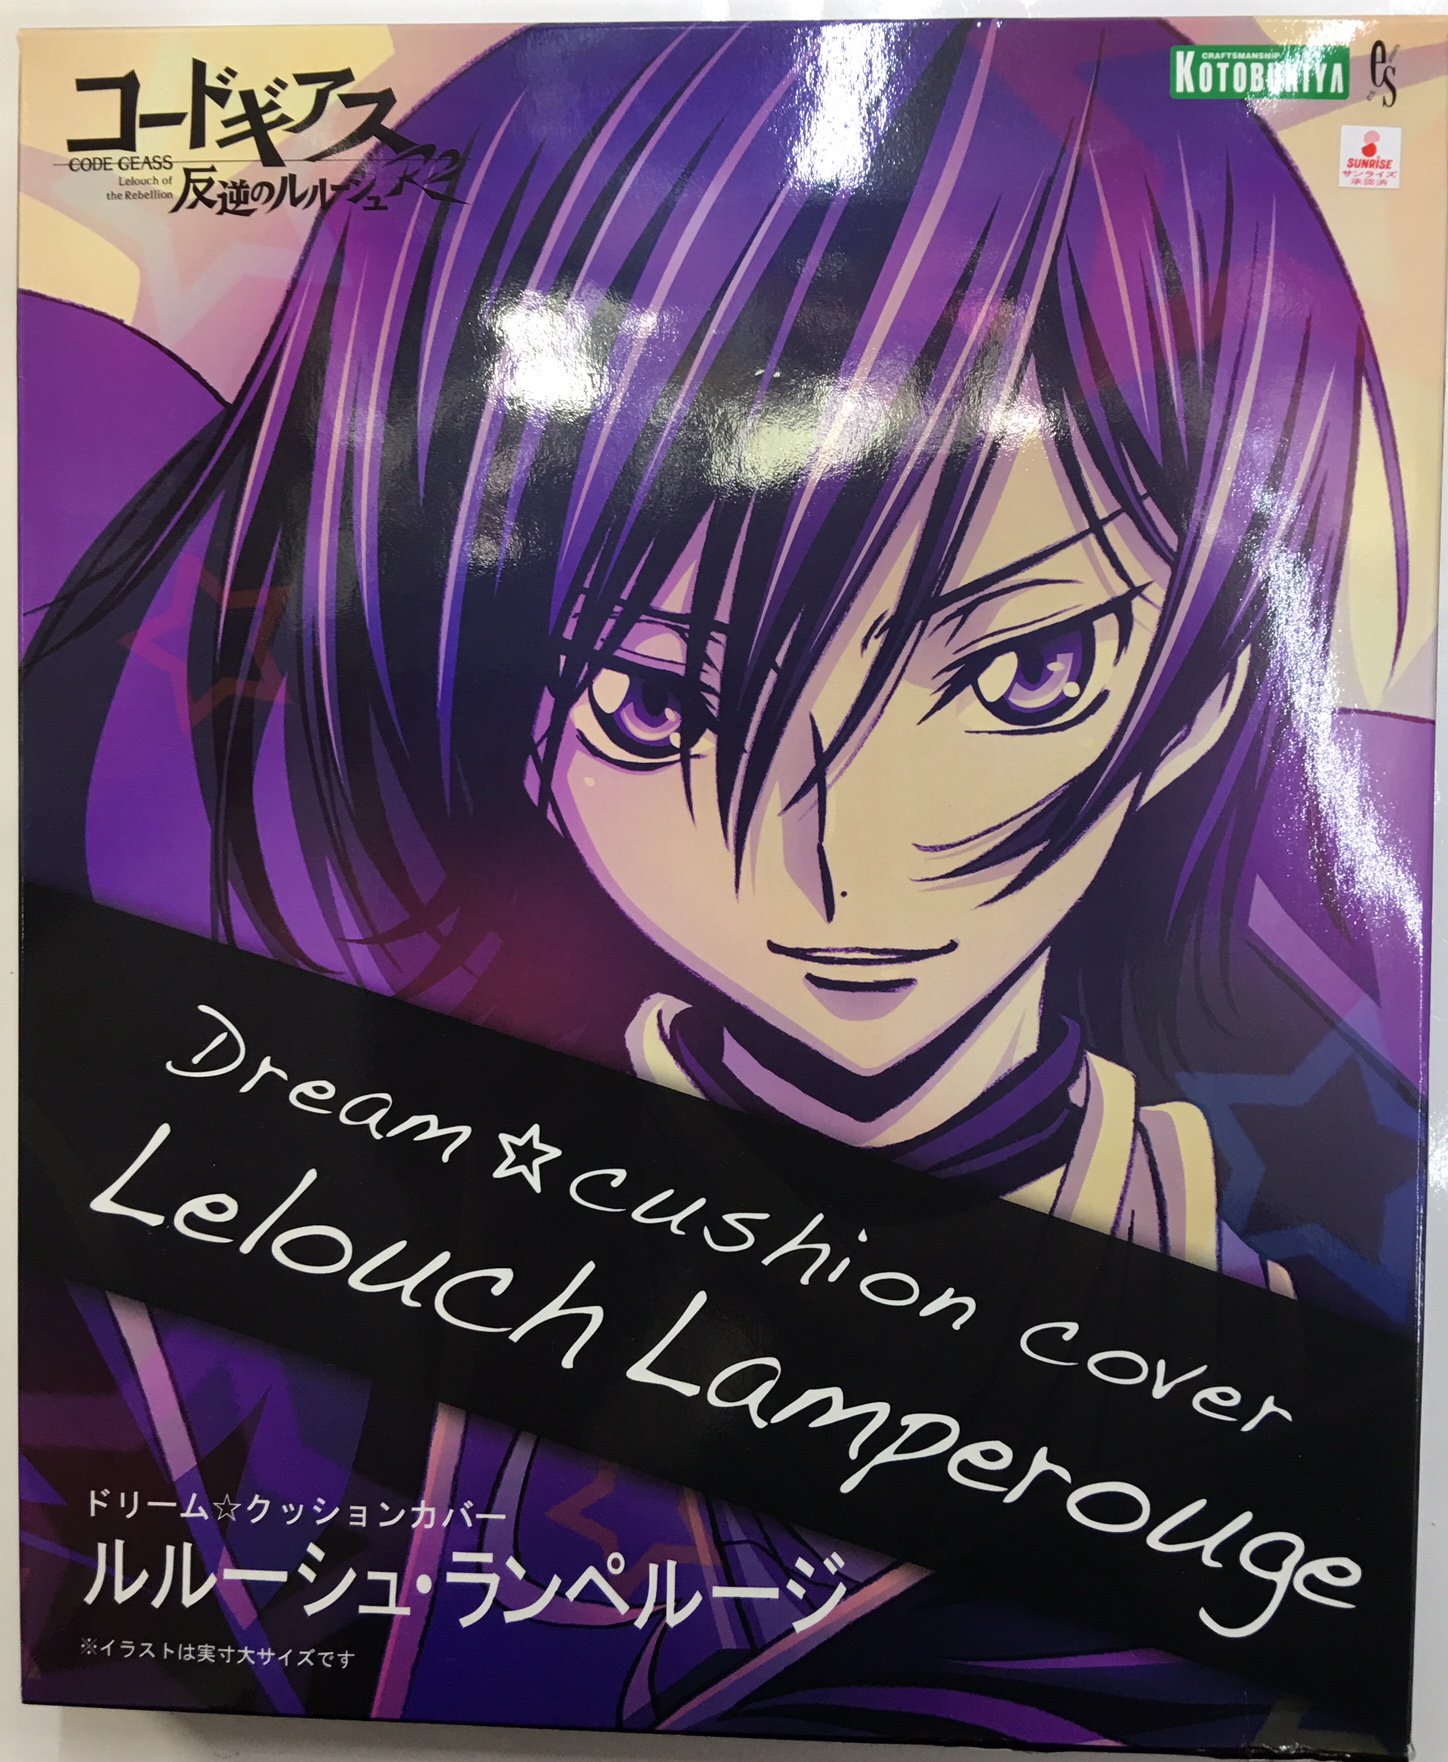 コードギアス
CODE GEASS
Lelouch of
the Rebellion
反逆のルルーシュR2
CRAFTSMANSHIP
KOTOBUKIYA
es
SUNRISE
サンライズ
承認済
Dream☆cushion cover
Lelouch Lamperouge
ドリーム☆クッションカバー
ルルーシュ・ランペルージ
※イラストは実寸大サイズです